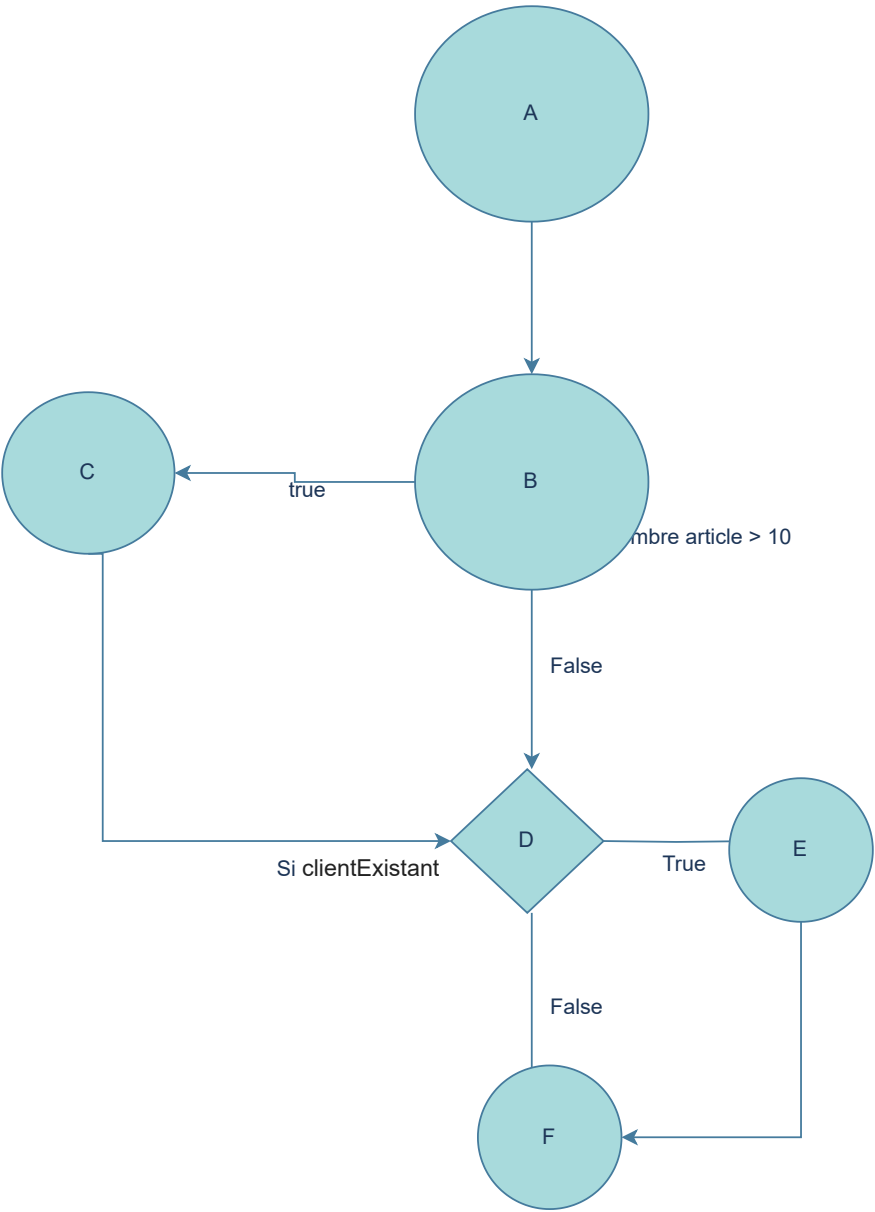 A
C
B
true
mbre article > 10
False
D
E
Si clientExistant
True
False
F